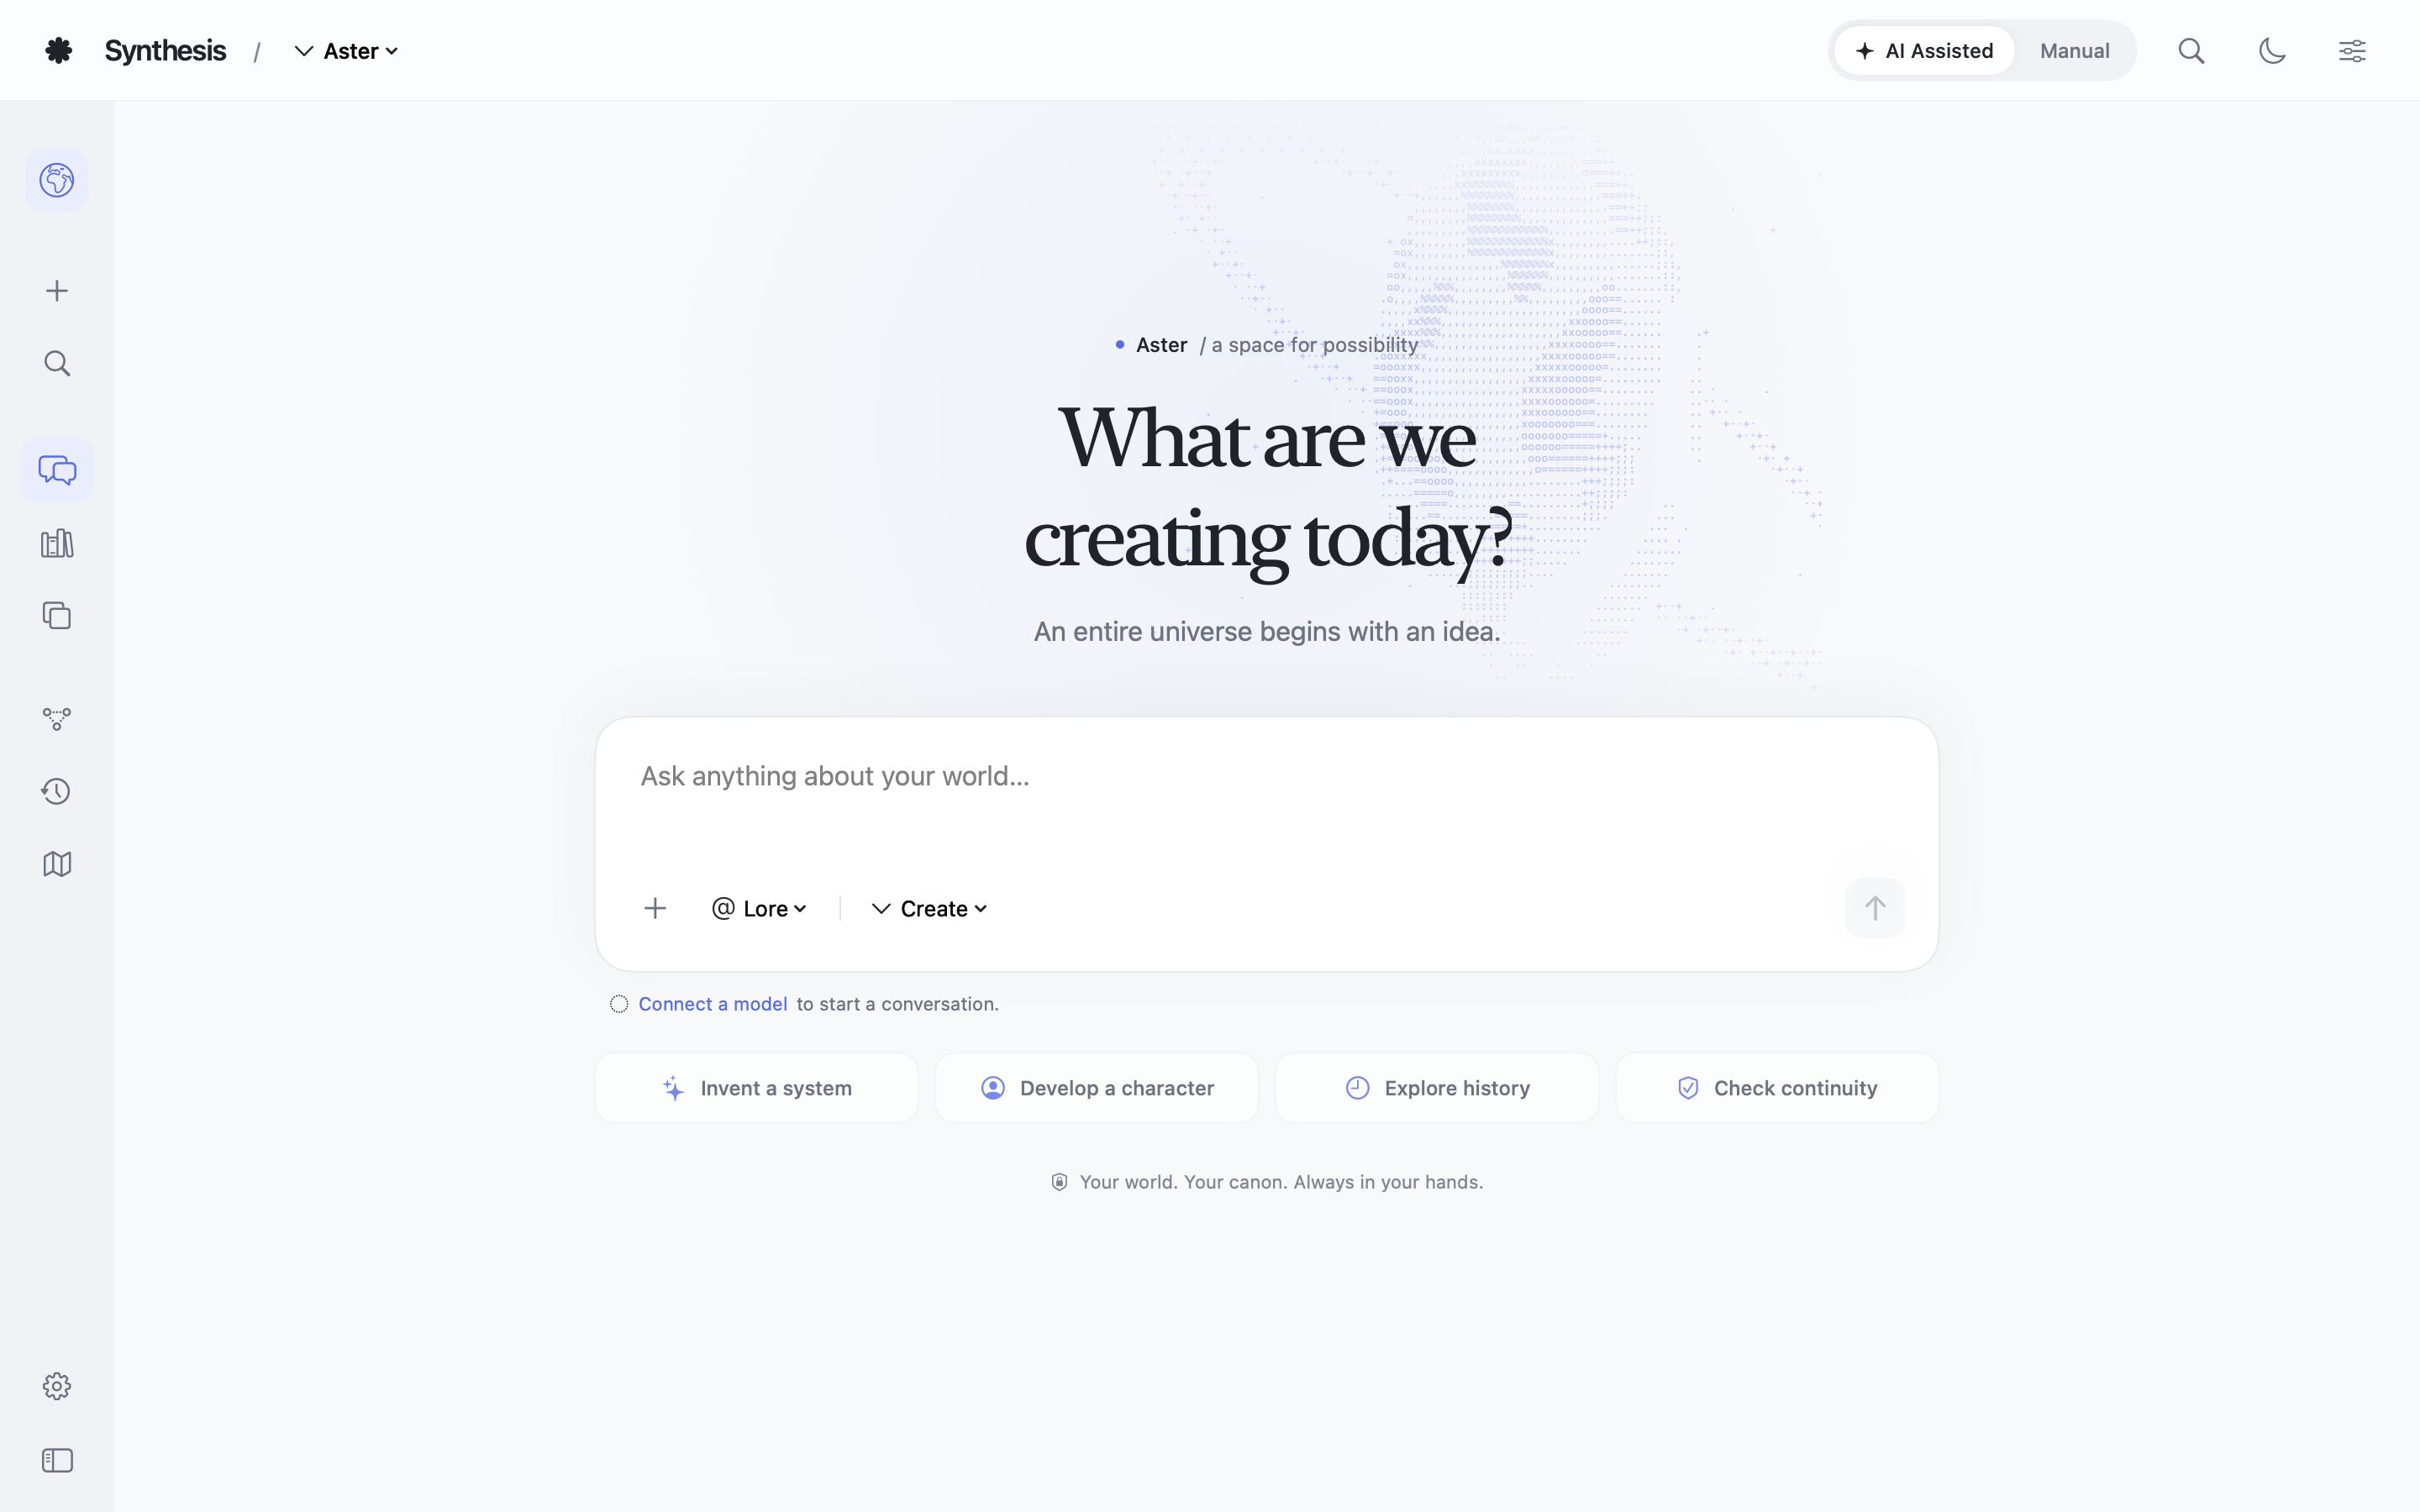 Synthesis / Aster
AI Assisted Manual
Aster / a space for possibility
What are we
creating today?
An entire universe begins with an idea.
Ask anything about your world...
@ Lore Create
Connect a model to start a conversation.
Invent a system
Develop a character
Explore history
Check continuity
Your world. Your canon. Always in your hands.